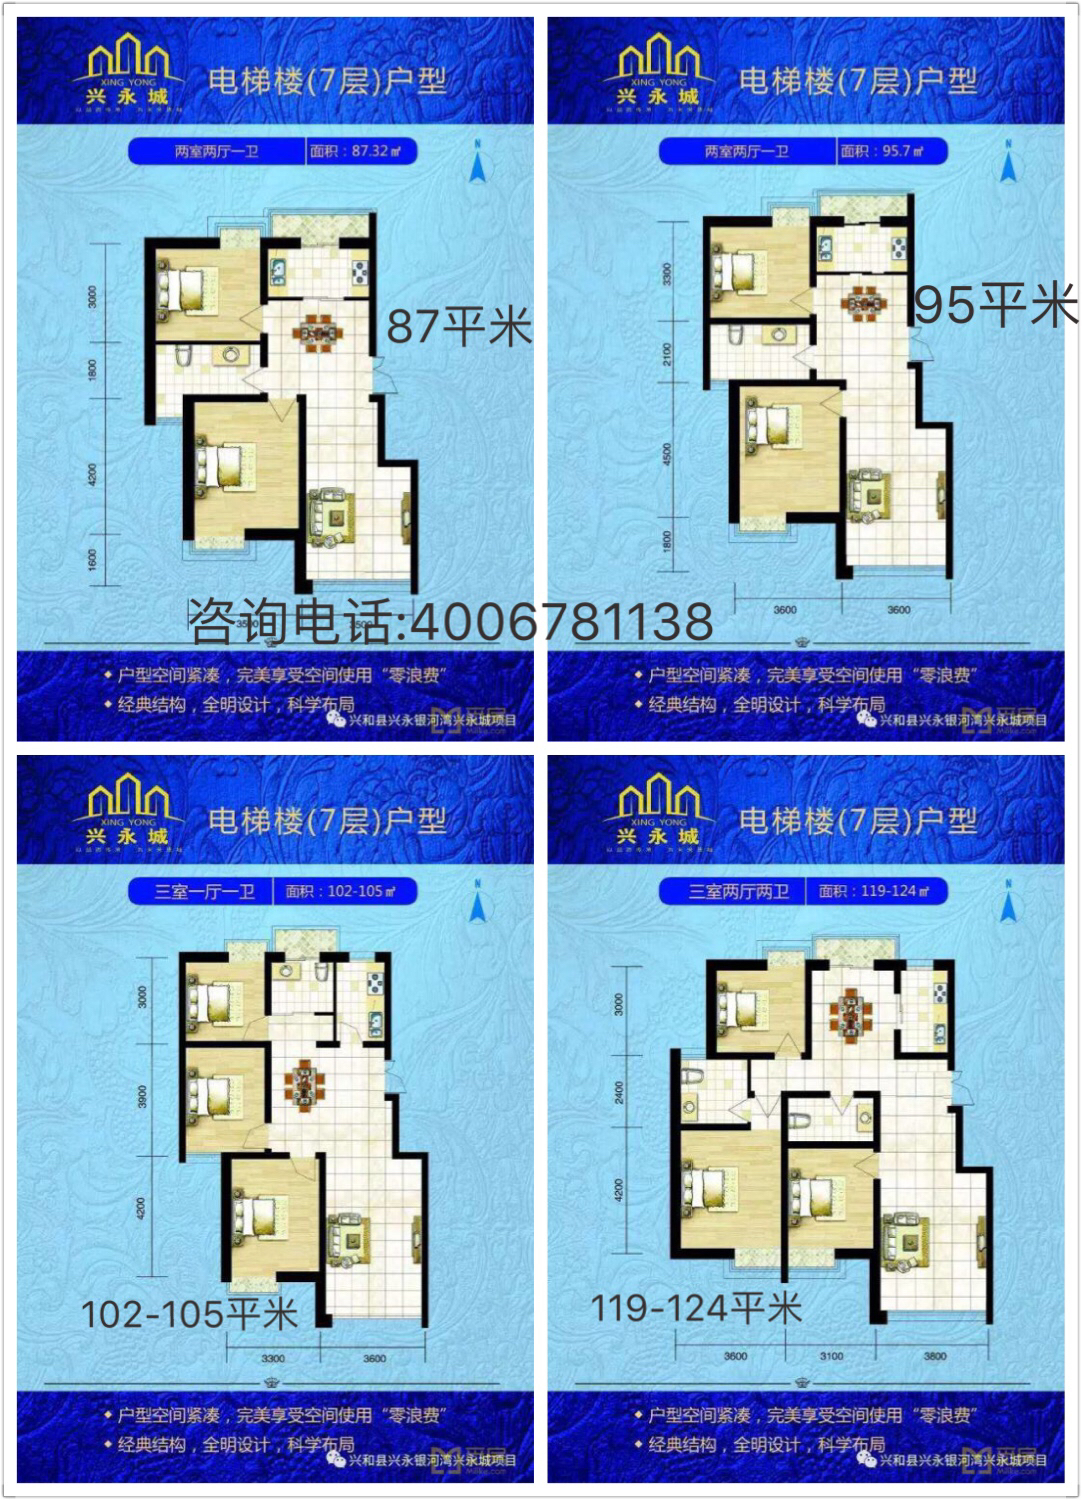 XING YONG
兴永城
电梯楼(7层)户型
两室两厅一卫 面积：87.32㎡
N
3000
1800
4200
1600
87平米
3500
户型空间紧凑，完美享受空间使用“零浪费”
经典结构，全明设计，科学布局
兴和县兴永银河湾兴永城项目
XING YONG
兴永城
电梯楼(7层)户型
两室两厅一卫 面积：95.7㎡
N
3300
2100
4500
1800
95平米
3600 3600
咨询电话:4006781138
户型空间紧凑，完美享受空间使用“零浪费”
经典结构，全明设计，科学布局
兴和县兴永银河湾兴永城项目
XING YONG
兴永城
电梯楼(7层)户型
三室一厅一卫 面积：102-105㎡
N
3000
3900
4200
102-105平米
3300 3600
户型空间紧凑，完美享受空间使用“零浪费”
经典结构，全明设计，科学布局
兴和县兴永银河湾兴永城项目
XING YONG
兴永城
电梯楼(7层)户型
三室两厅两卫 面积：119-124㎡
N
3000
2400
4200
119-124平米
3600 3100 3800
户型空间紧凑，完美享受空间使用“零浪费”
经典结构，全明设计，科学布局
兴和县兴永银河湾兴永城项目